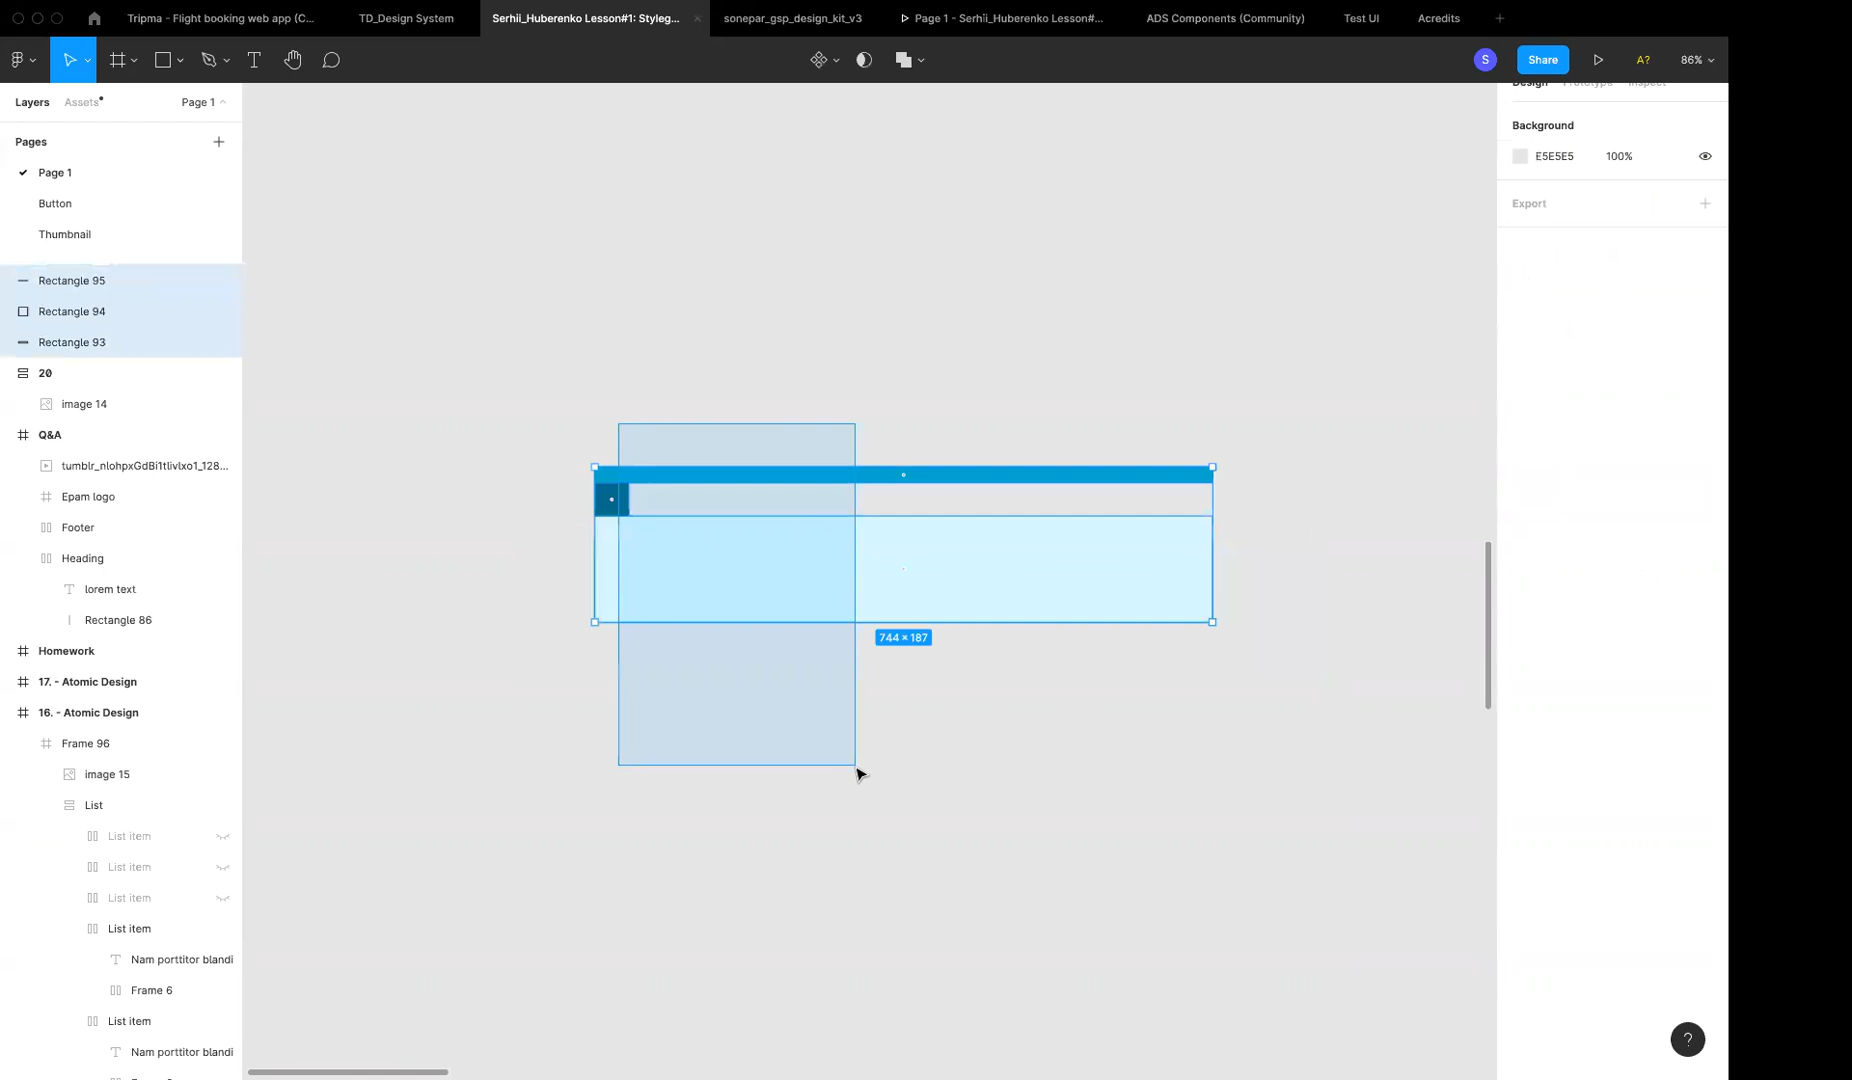 Tripma - Flight booking web app (C...
TD_Design System
Serhii_Huberenko Lesson#1: Styleg...
sonepar_gsp_design_kit_v3
Page 1 - Serhii_Huberenko Lesson#...
ADS Components (Community)
Test UI
Acredits
S
Share
A?
86%
Layers
Assets
Page 1
Design
Prototype
Inspect
Pages
Page 1
Button
Thumbnail
Background
E5E5E5
100%
Export
Rectangle 95
Rectangle 94
Rectangle 93
20
image 14
Q&A
tumblr_nlohpxGdBi1tlivlxo1_128...
Epam logo
Footer
Heading
lorem text
Rectangle 86
Homework
17. - Atomic Design
16. - Atomic Design
Frame 96
image 15
List
List item
List item
List item
List item
Nam porttitor blandi
Frame 6
List item
Nam porttitor blandi
744 × 187
?